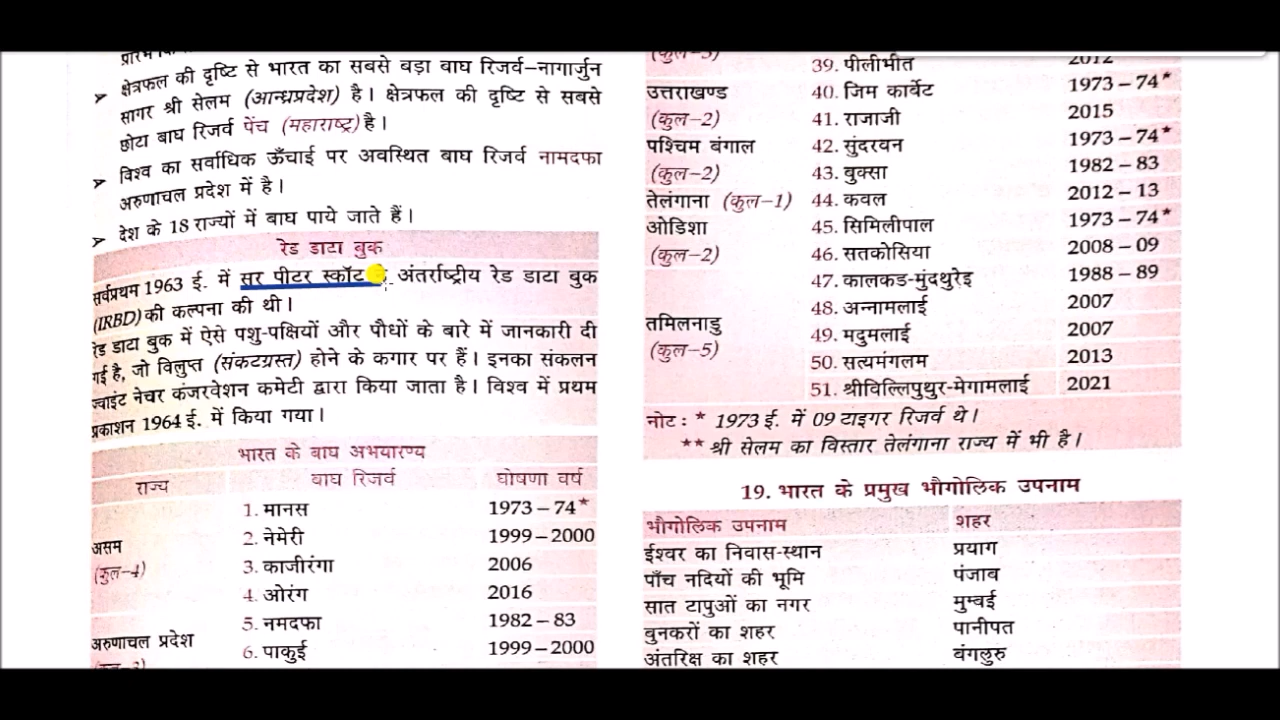 क्षेत्रफल की दृष्टि से भारत का सबसे बड़ा बाघ रिजर्व–नागार्जुन
सागर श्री सेलम (आन्ध्रप्रदेश) है। क्षेत्रफल की दृष्टि से सबसे
छोटा बाघ रिजर्व पेंच (महाराष्ट्र) है।
विश्व का सर्वाधिक ऊँचाई पर अवस्थित बाघ रिजर्व नामदफा
अरुणाचल प्रदेश में है।
देश के 18 राज्यों में बाघ पाये जाते हैं।
रेड डाटा बुक
सर्वप्रथम 1963 ई. में सर पीटर स्कॉट अंतर्राष्ट्रीय रेड डाटा बुक
(IRBD) की कल्पना की थी।
रेड डाटा बुक में ऐसे पशु-पक्षियों और पौधों के बारे में जानकारी दी
गई है, जो विलुप्त (संकटग्रस्त) होने के कगार पर हैं। इनका संकलन
ज्वाइंट नेचर कंजरवेशन कमेटी द्वारा किया जाता है। विश्व में प्रथम
प्रकाशन 1964 ई. में किया गया।
भारत के बाघ अभयारण्य
राज्य बाघ रिजर्व घोषणा वर्ष
1. मानस 1973 – 74*
असम 2. नेमेरी 1999 – 2000
(कुल–4) 3. काजीरंगा 2006
4. ओरंग 2016
5. नमदफा 1982 – 83
अरुणाचल प्रदेश 6. पाकुई 1999 – 2000
39. पीलीभीत 2012
उत्तराखण्ड 40. जिम कार्बेट 1973 – 74*
(कुल–2) 41. राजाजी 2015
पश्चिम बंगाल 42. सुंदरवन 1973 – 74*
(कुल–2) 43. बुक्सा 1982 – 83
तेलंगाना (कुल–1) 44. कवल 2012 – 13
ओडिशा 45. सिमिलीपाल 1973 – 74*
(कुल–2) 46. सतकोसिया 2008 – 09
47. कालकड-मुंदथुरेइ 1988 – 89
तमिलनाडु 48. अन्नामलाई 2007
(कुल–5) 49. मदुमलाई 2007
50. सत्यमंगलम 2013
51. श्रीविल्लिपुथुर-मेगामलाई 2021
नोट : * 1973 ई. में 09 टाइगर रिजर्व थे।
** श्री सेलम का विस्तार तेलंगाना राज्य में भी है।
19. भारत के प्रमुख भौगोलिक उपनाम
भौगोलिक उपनाम शहर
ईश्वर का निवास-स्थान प्रयाग
पाँच नदियों की भूमि पंजाब
सात टापुओं का नगर मुम्बई
बुनकरों का शहर पानीपत
अंतरिक्ष का शहर बंगलुरु